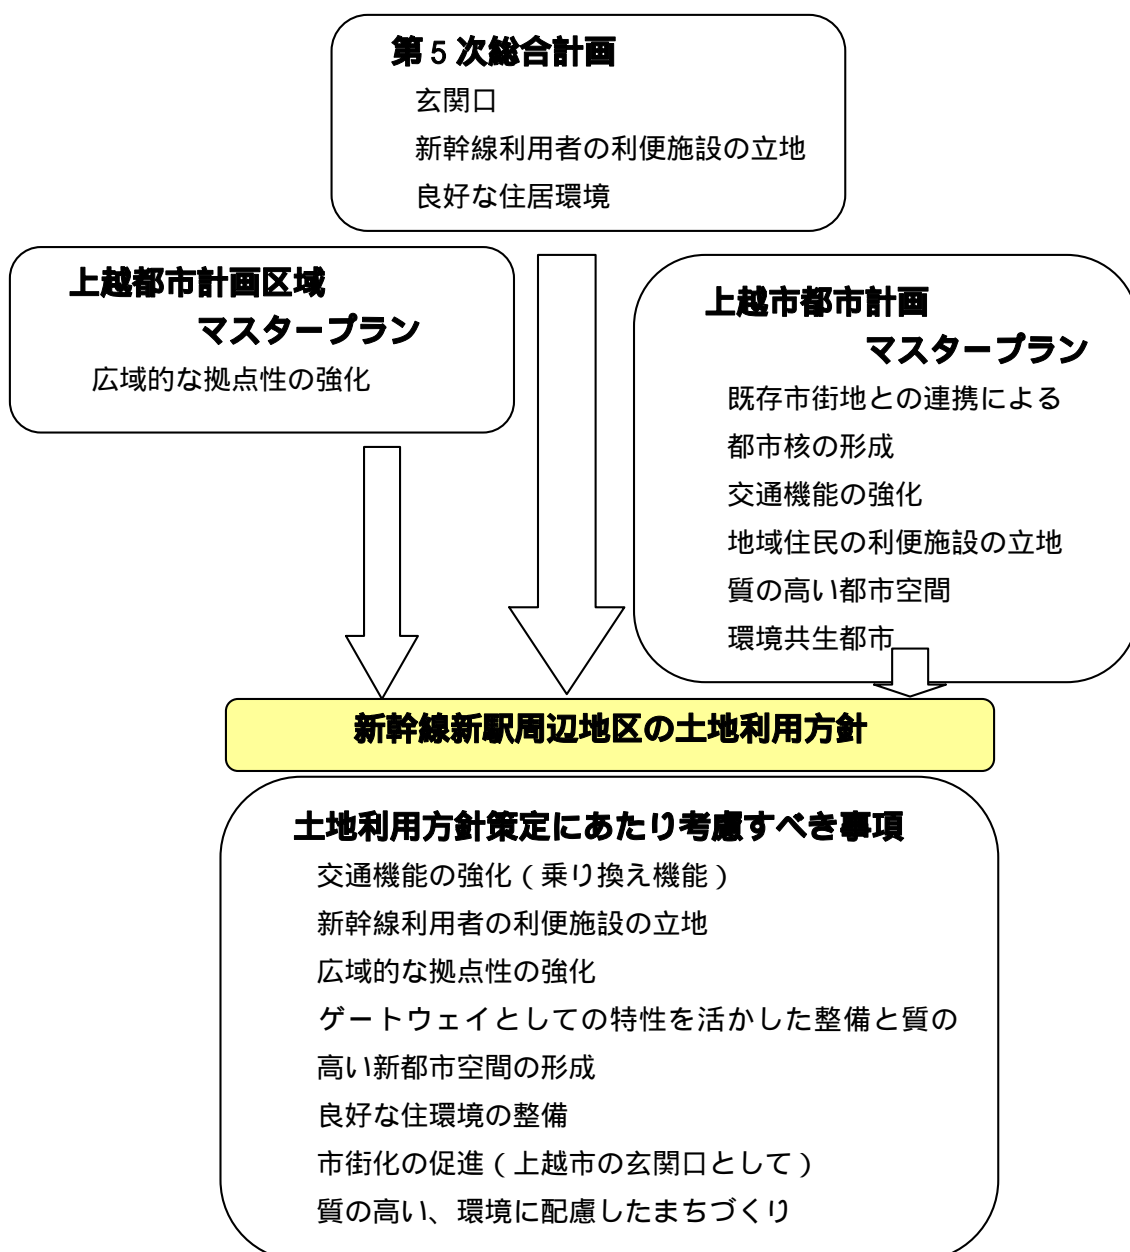 第5次総合計画
玄関口
新幹線利用者の利便施設の立地
良好な住居環境
上越都市計画区域
マスタープラン
広域的な拠点性の強化
上越市都市計画
マスタープラン
既存市街地との連携による
都市核の形成
交通機能の強化
地域住民の利便施設の立地
質の高い都市空間
環境共生都市
新幹線新駅周辺地区の土地利用方針
土地利用方針策定にあたり考慮すべき事項
交通機能の強化（乗り換え機能）
新幹線利用者の利便施設の立地
広域的な拠点性の強化
ゲートウェイとしての特性を活かした整備と質の
高い新都市空間の形成
良好な住環境の整備
市街化の促進（上越市の玄関口として）
質の高い、環境に配慮したまちづくり